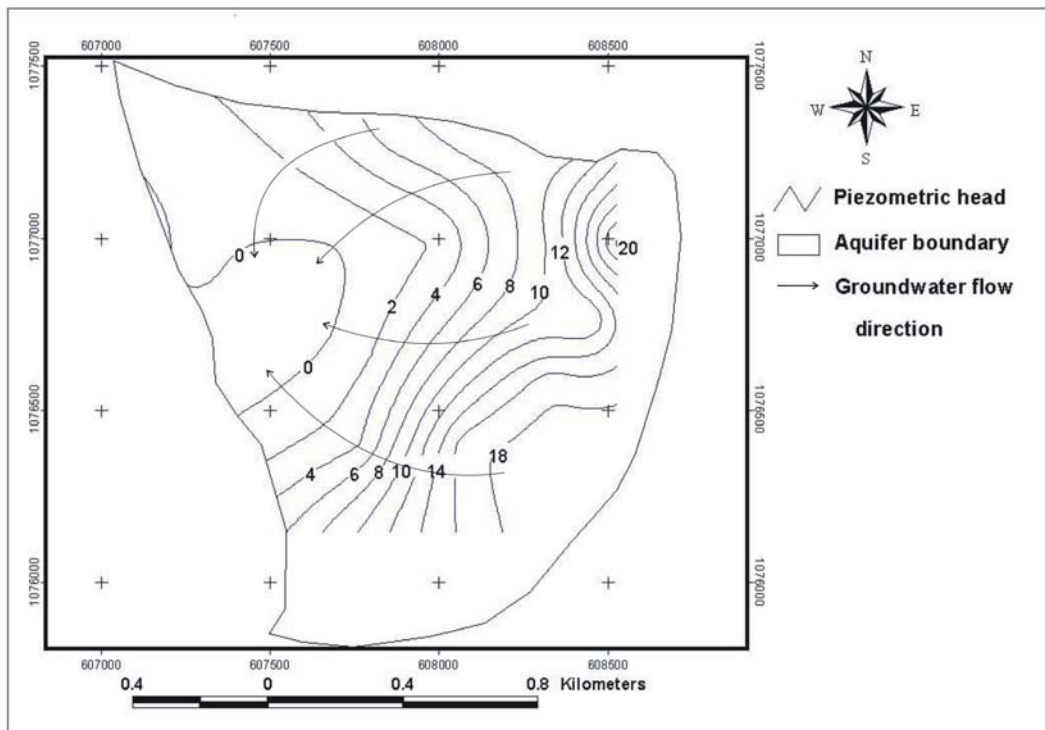 607000 607500 608000 608500
1077500 1077500
N
W E
S
Piezometric head
Aquifer boundary
Groundwater flow
direction
1077000 1077000
0 12 20
2 4 6 8 10
0
1076500 1076500
18
4 6 8 10 14
1076000 1076000
607000 607500 608000 608500
0.4 0 0.4 0.8 Kilometers